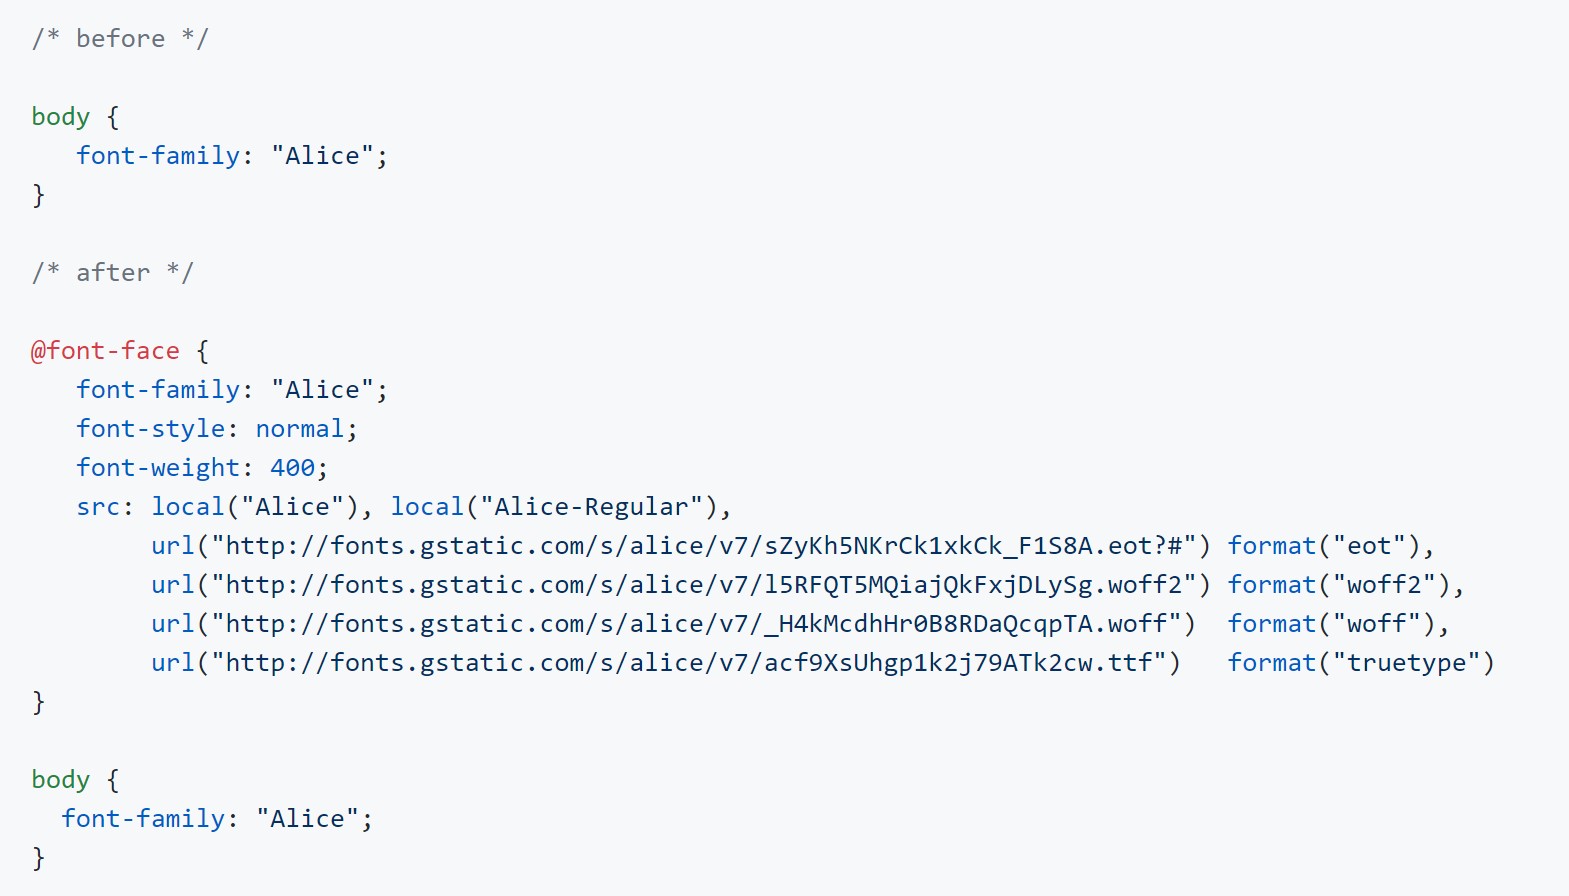 /* before */

body {
   font-family: "Alice";
}

/* after */

@font-face {
   font-family: "Alice";
   font-style: normal;
   font-weight: 400;
   src: local("Alice"), local("Alice-Regular"),
        url("http://fonts.gstatic.com/s/alice/v7/sZyKh5NKrCk1xkCk_F1S8A.eot?#") format("eot"),
        url("http://fonts.gstatic.com/s/alice/v7/l5RFQT5MQiajQkFxjDLySg.woff2") format("woff2"),
        url("http://fonts.gstatic.com/s/alice/v7/_H4kMcdhHr0B8RDaQcqpTA.woff")  format("woff"),
        url("http://fonts.gstatic.com/s/alice/v7/acf9XsUhgp1k2j79ATk2cw.ttf")   format("truetype")
}

body {
  font-family: "Alice";
}